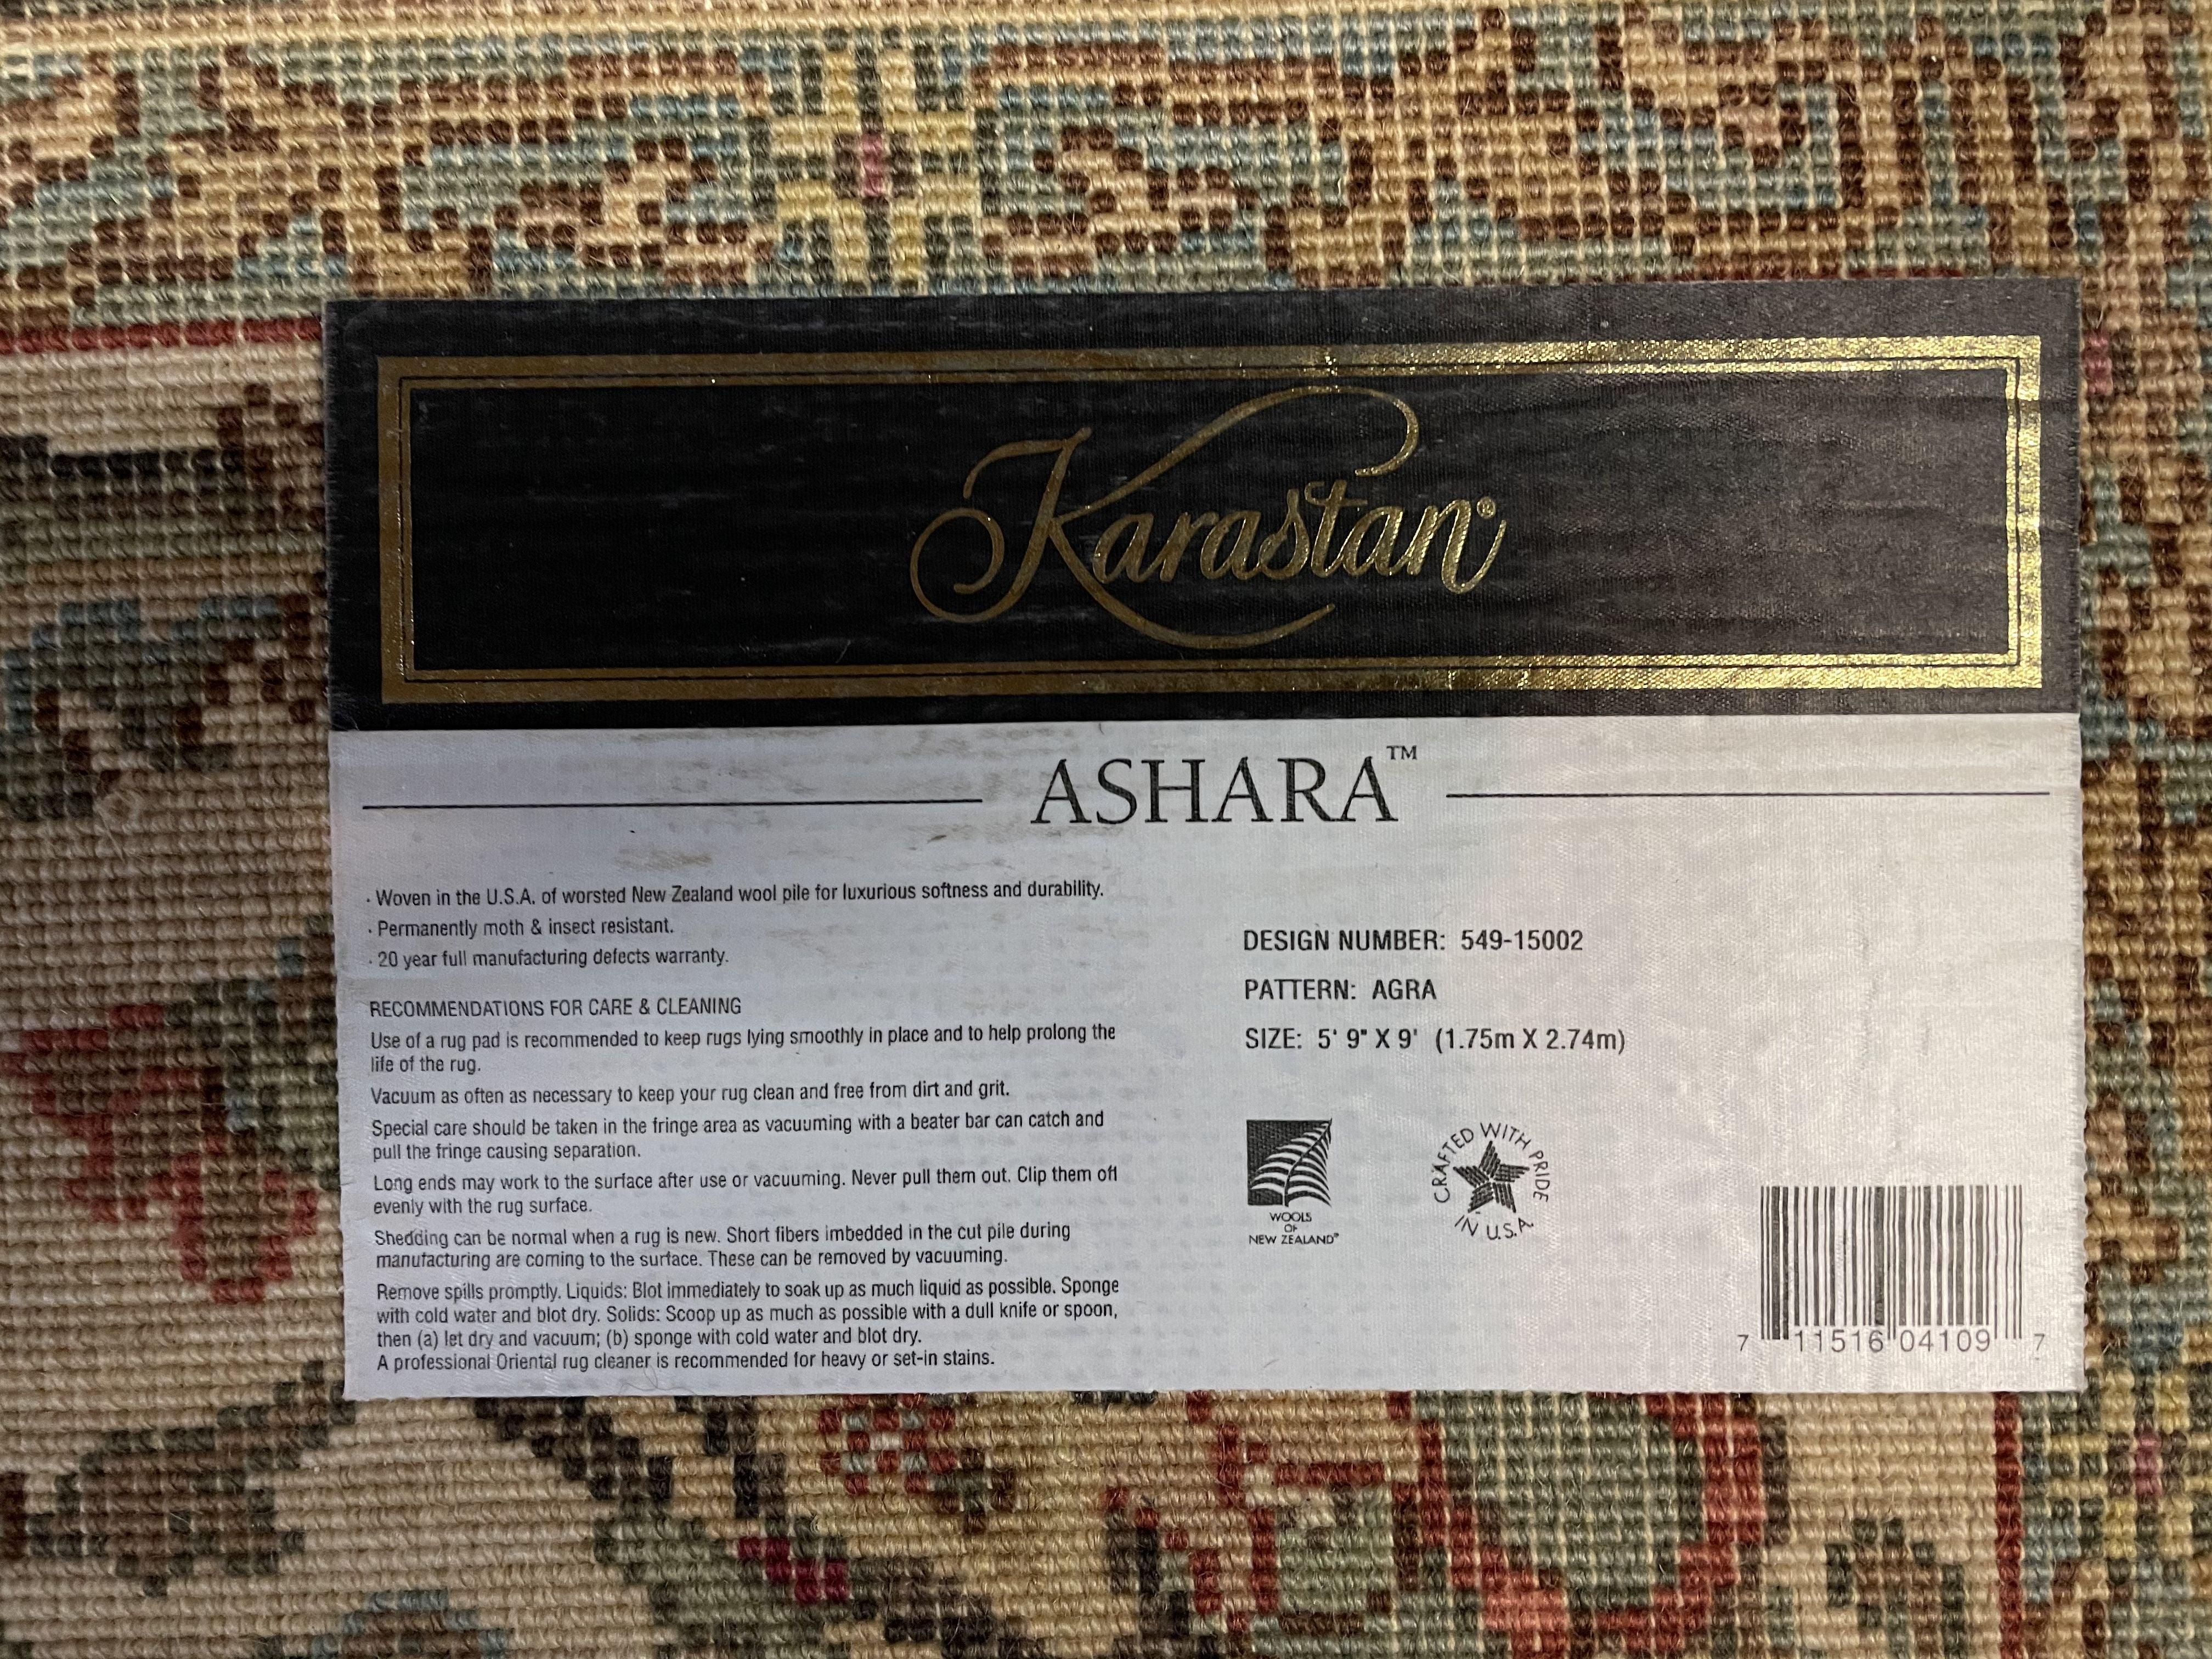 Karastan®
ASHARA™
· Woven in the U.S.A. of worsted New Zealand wool pile for luxurious softness and durability.
· Permanently moth & insect resistant.
· 20 year full manufacturing defects warranty.
RECOMMENDATIONS FOR CARE & CLEANING
Use of a rug pad is recommended to keep rugs lying smoothly in place and to help prolong the
life of the rug.
Vacuum as often as necessary to keep your rug clean and free from dirt and grit.
Special care should be taken in the fringe area as vacuuming with a beater bar can catch and
pull the fringe causing separation.
Long ends may work to the surface after use or vacuuming. Never pull them out. Clip them off
evenly with the rug surface.
Shedding can be normal when a rug is new. Short fibers imbedded in the cut pile during
manufacturing are coming to the surface. These can be removed by vacuuming.
Remove spills promptly. Liquids: Blot immediately to soak up as much liquid as possible. Sponge
with cold water and blot dry. Solids: Scoop up as much as possible with a dull knife or spoon,
then (a) let dry and vacuum; (b) sponge with cold water and blot dry.
A professional Oriental rug cleaner is recommended for heavy or set-in stains.
DESIGN NUMBER: 549-15002
PATTERN: AGRA
SIZE: 5' 9" X 9' (1.75m X 2.74m)
WOOLS
OF
NEW ZEALAND®
CRAFTED WITH PRIDE
IN U.S.A.
7 11516 04109 7